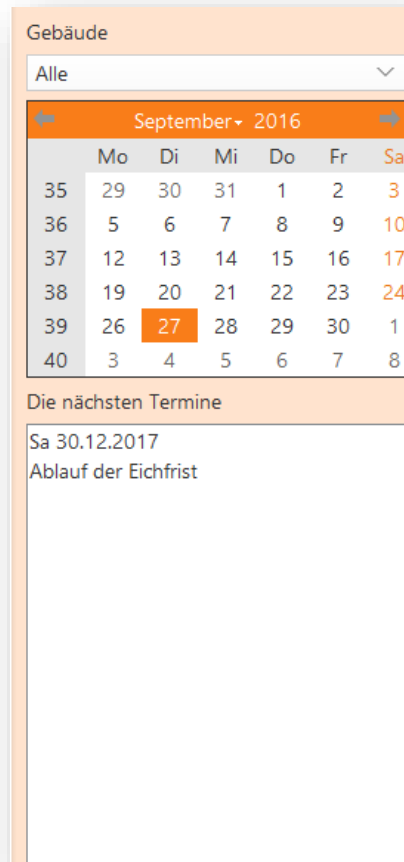 Gebäude
Alle
September 2016
Mo Di Mi Do Fr Sa
35 29 30 31 1 2 3
36 5 6 7 8 9 10
37 12 13 14 15 16 17
38 19 20 21 22 23 24
39 26 27 28 29 30 1
40 3 4 5 6 7 8
Die nächsten Termine
Sa 30.12.2017
Ablauf der Eichfrist